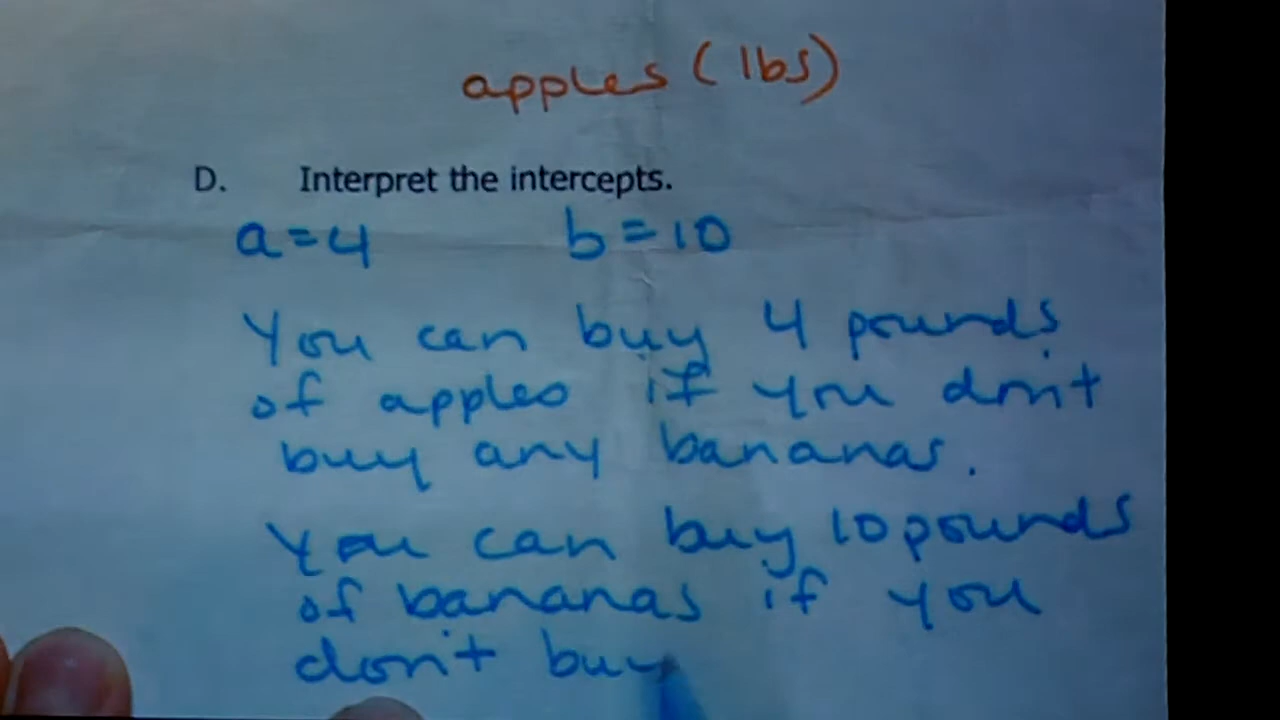 apples (lbs)
D. Interpret the intercepts.
a=4 b=10
You can buy 4 pounds
of apples if you don't
buy any bananas.
You can buy 10 pounds
of bananas if you
don't buy